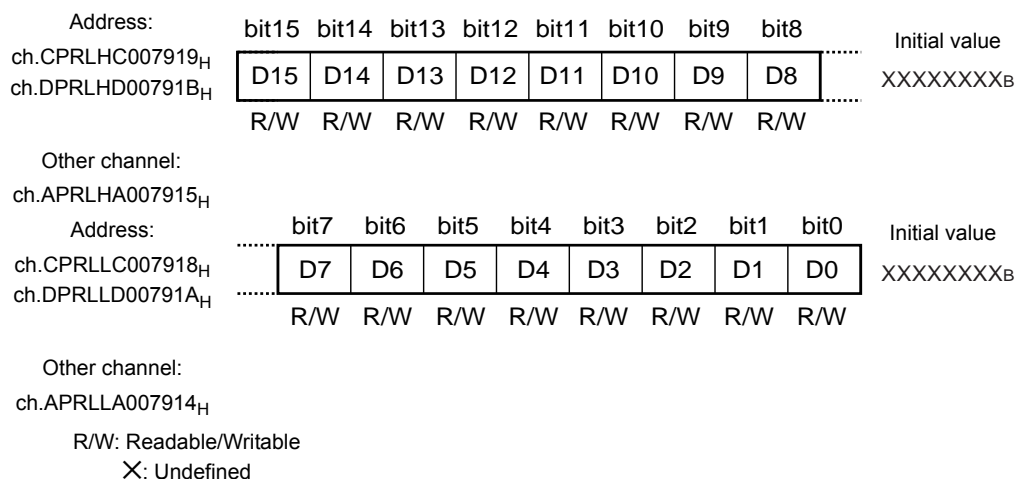 Address:
bit15 bit14 bit13 bit12 bit11 bit10 bit9 bit8
Initial value
ch.CPRLHC007919H
ch.DPRLHD00791BH
D15 D14 D13 D12 D11 D10 D9 D8
XXXXXXXXB
R/W R/W R/W R/W R/W R/W R/W R/W
Other channel:
ch.APRLHA007915H
Address:
bit7 bit6 bit5 bit4 bit3 bit2 bit1 bit0
Initial value
ch.CPRLLC007918H
ch.DPRLLD00791AH
D7 D6 D5 D4 D3 D2 D1 D0
XXXXXXXXB
R/W R/W R/W R/W R/W R/W R/W R/W
Other channel:
ch.APRLLA007914H
R/W: Readable/Writable
X: Undefined